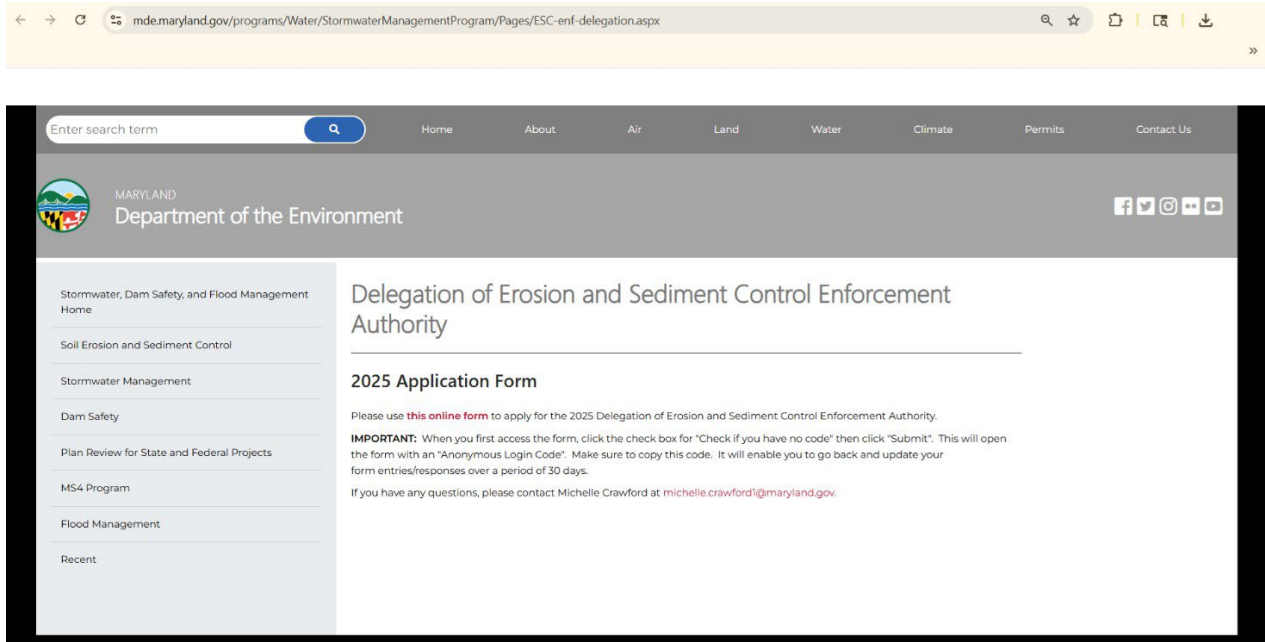 mde.maryland.gov/programs/Water/StormwaterManagementProgram/Pages/ESC-enf-delegation.aspx
»
Enter search term
Home
About
Air
Land
Water
Climate
Permits
Contact Us
MARYLAND
Department of the Environment
Stormwater, Dam Safety, and Flood Management
Home
Soil Erosion and Sediment Control
Stormwater Management
Dam Safety
Plan Review for State and Federal Projects
MS4 Program
Flood Management
Recent
Delegation of Erosion and Sediment Control Enforcement
Authority
2025 Application Form
Please use this online form to apply for the 2025 Delegation of Erosion and Sediment Control Enforcement Authority.
IMPORTANT: When you first access the form, click the check box for "Check if you have no code" then click "Submit". This will open
the form with an "Anonymous Login Code". Make sure to copy this code. It will enable you to go back and update your
form entries/responses over a period of 30 days.
If you have any questions, please contact Michelle Crawford at michelle.crawford1@maryland.gov.